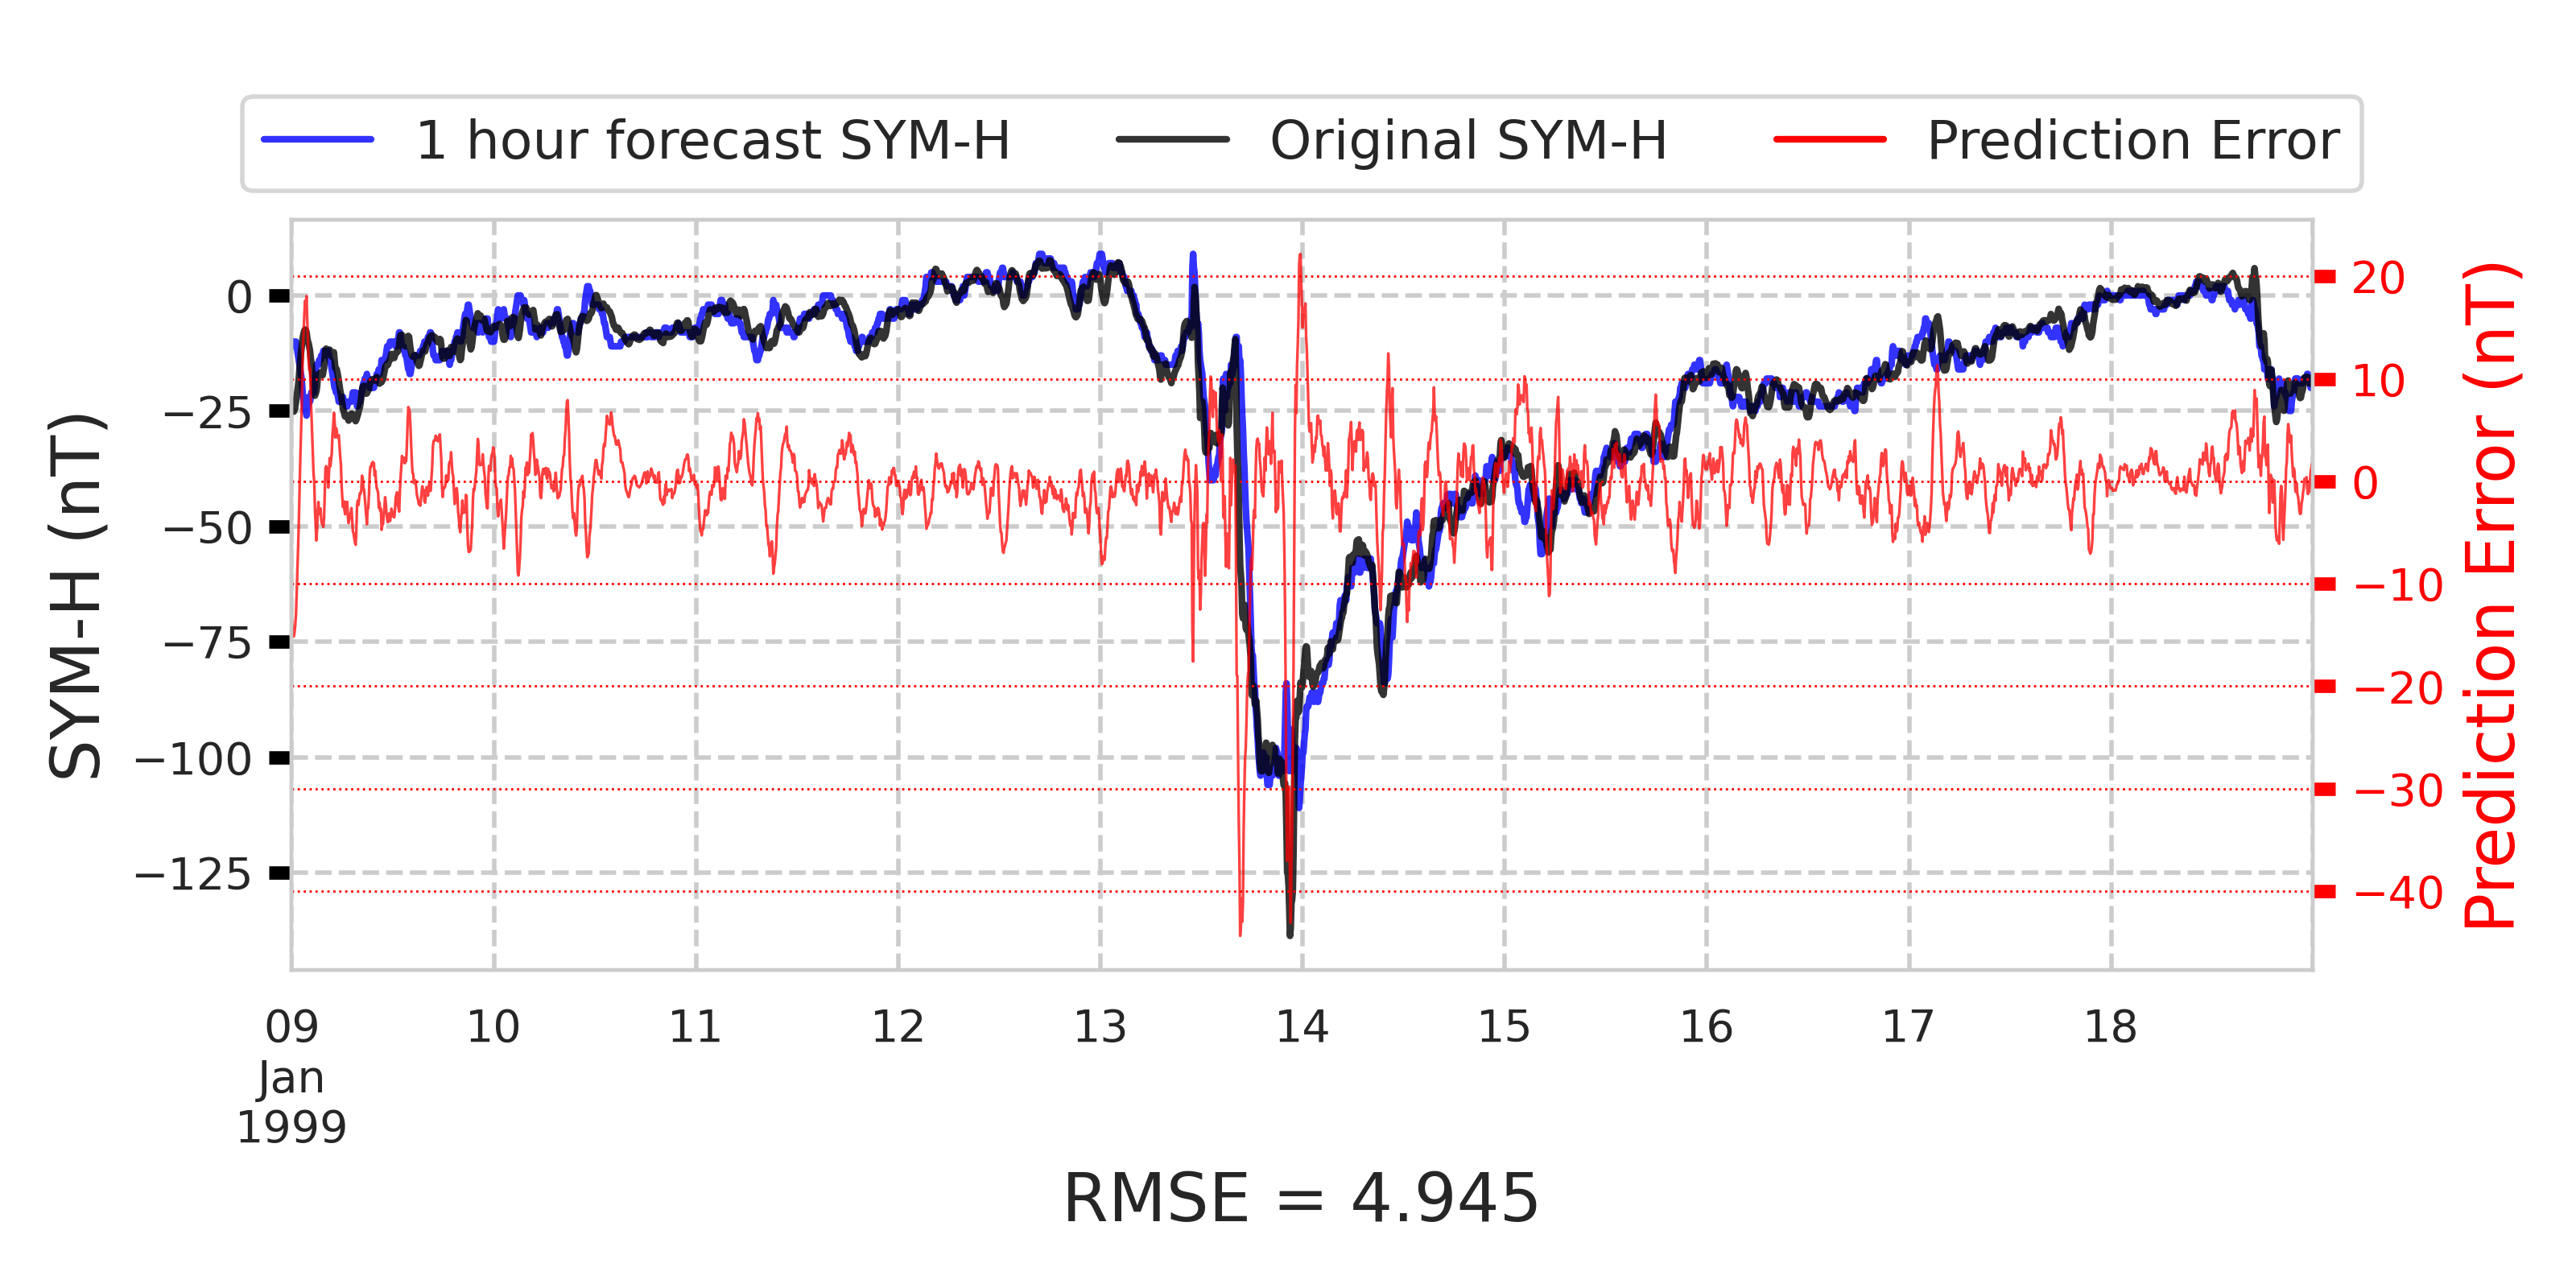 1 hour forecast SYM-H Original SYM-H Prediction Error
SYM-H (nT)
0
−25
−50
−75
−100
−125
20
10
0
−10
−20
−30
−40
Prediction Error (nT)
09 10 11 12 13 14 15 16 17 18
Jan
1999
RMSE = 4.945